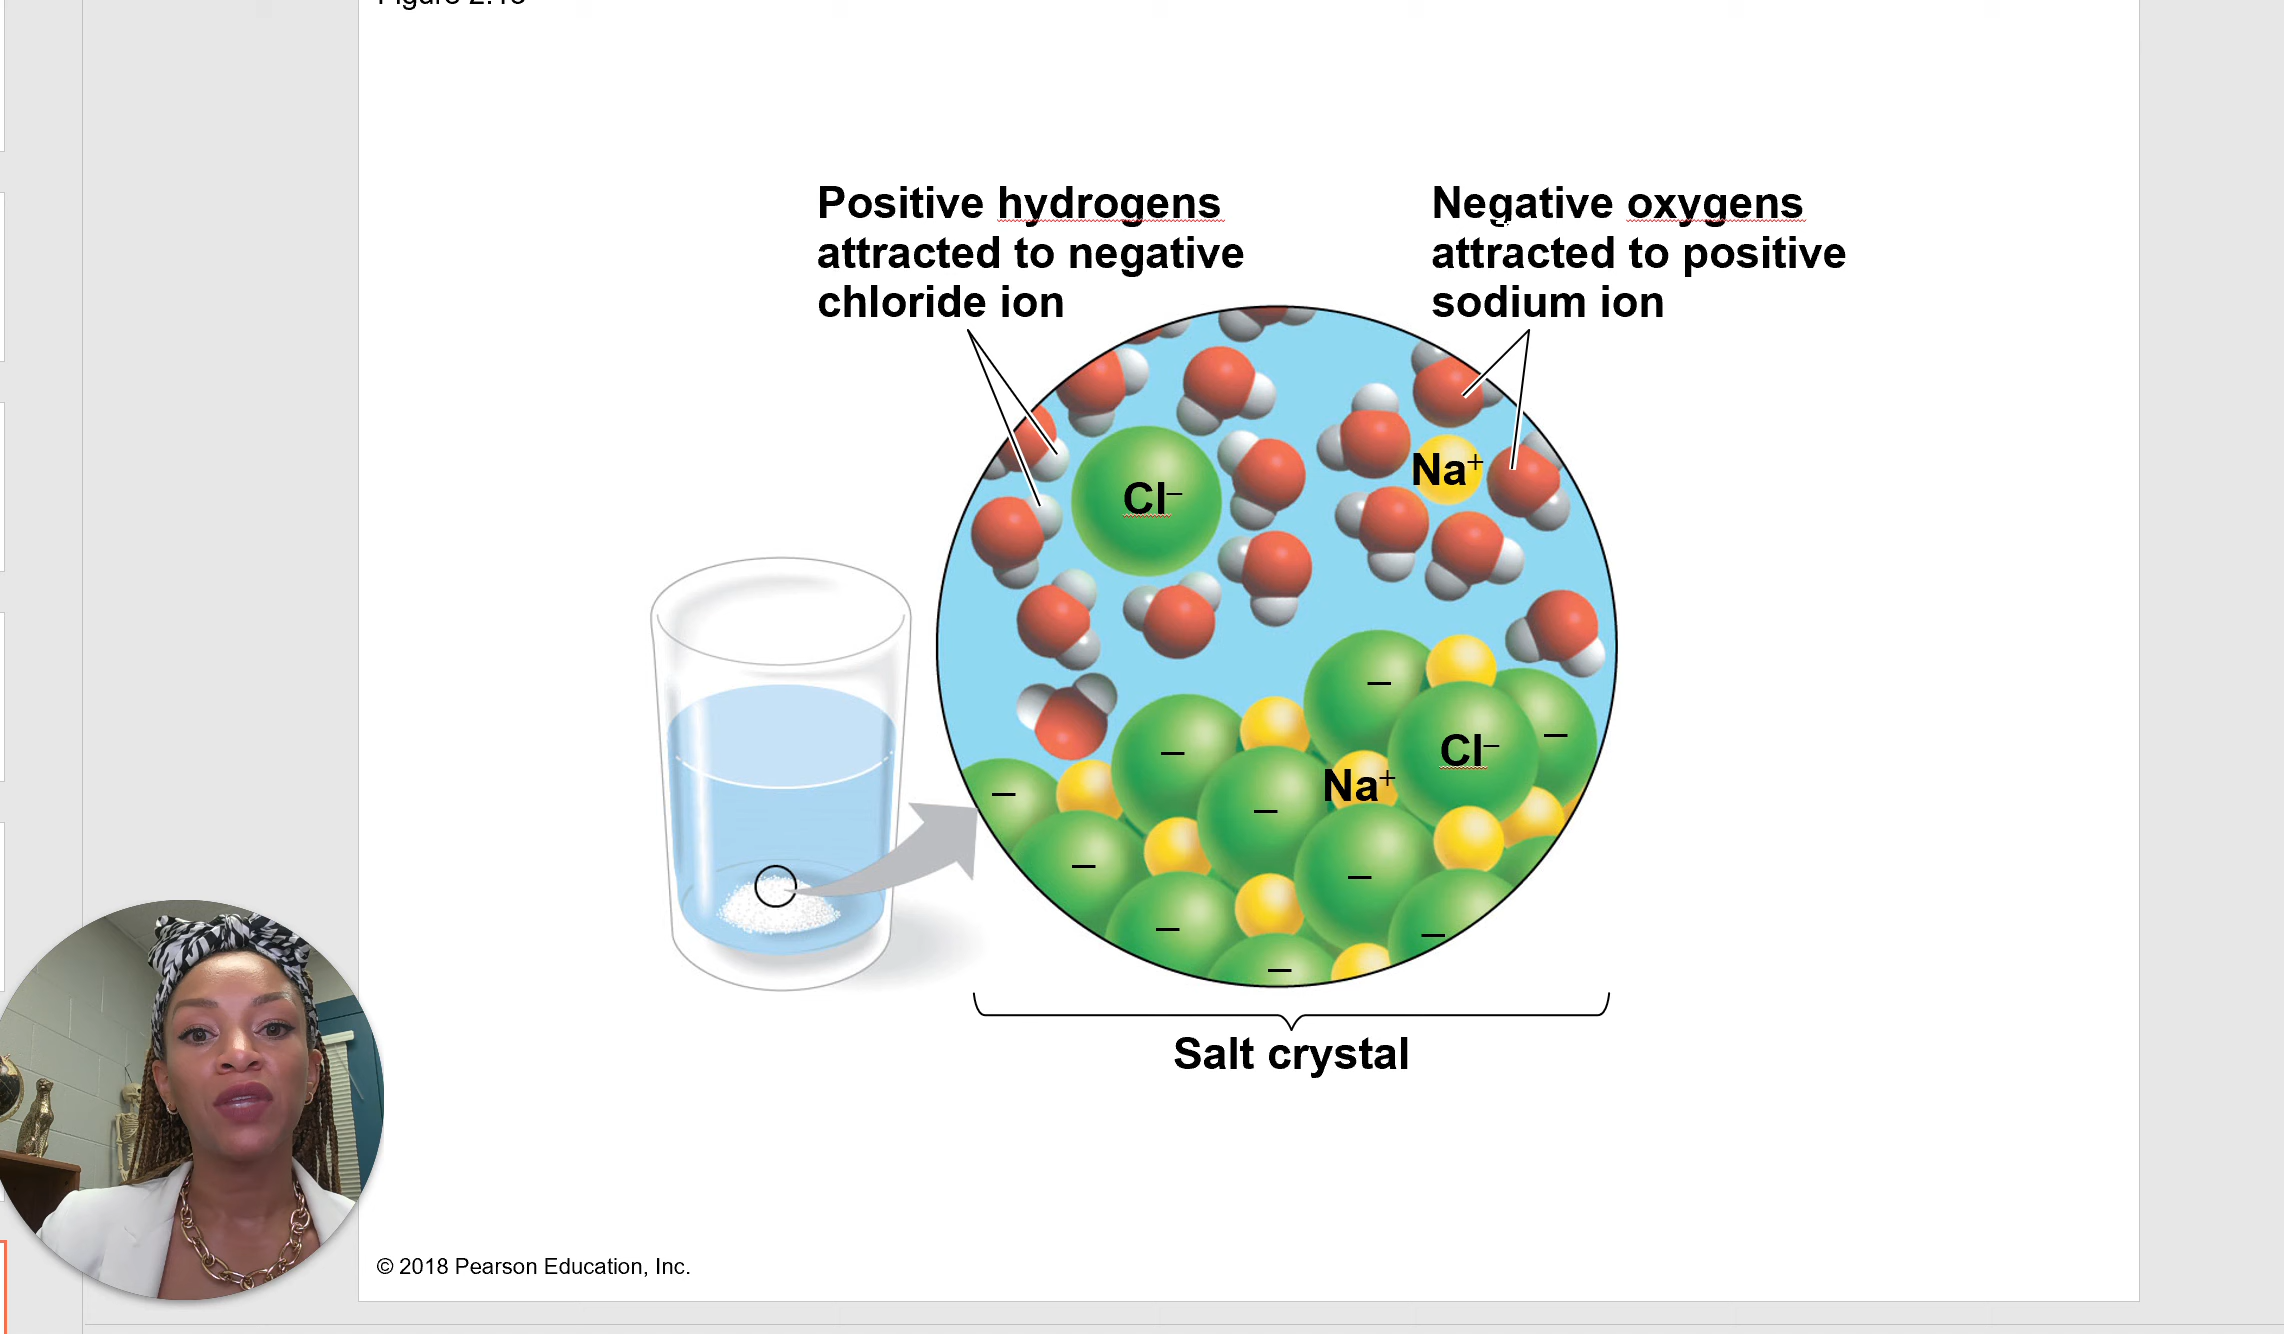 Positive hydrogens
attracted to negative
chloride ion
Negative oxygens
attracted to positive
sodium ion
Cl–
Na+
–
–
–
Cl–
–
Na+
–
–
–
–
–
–
–
Salt crystal
© 2018 Pearson Education, Inc.